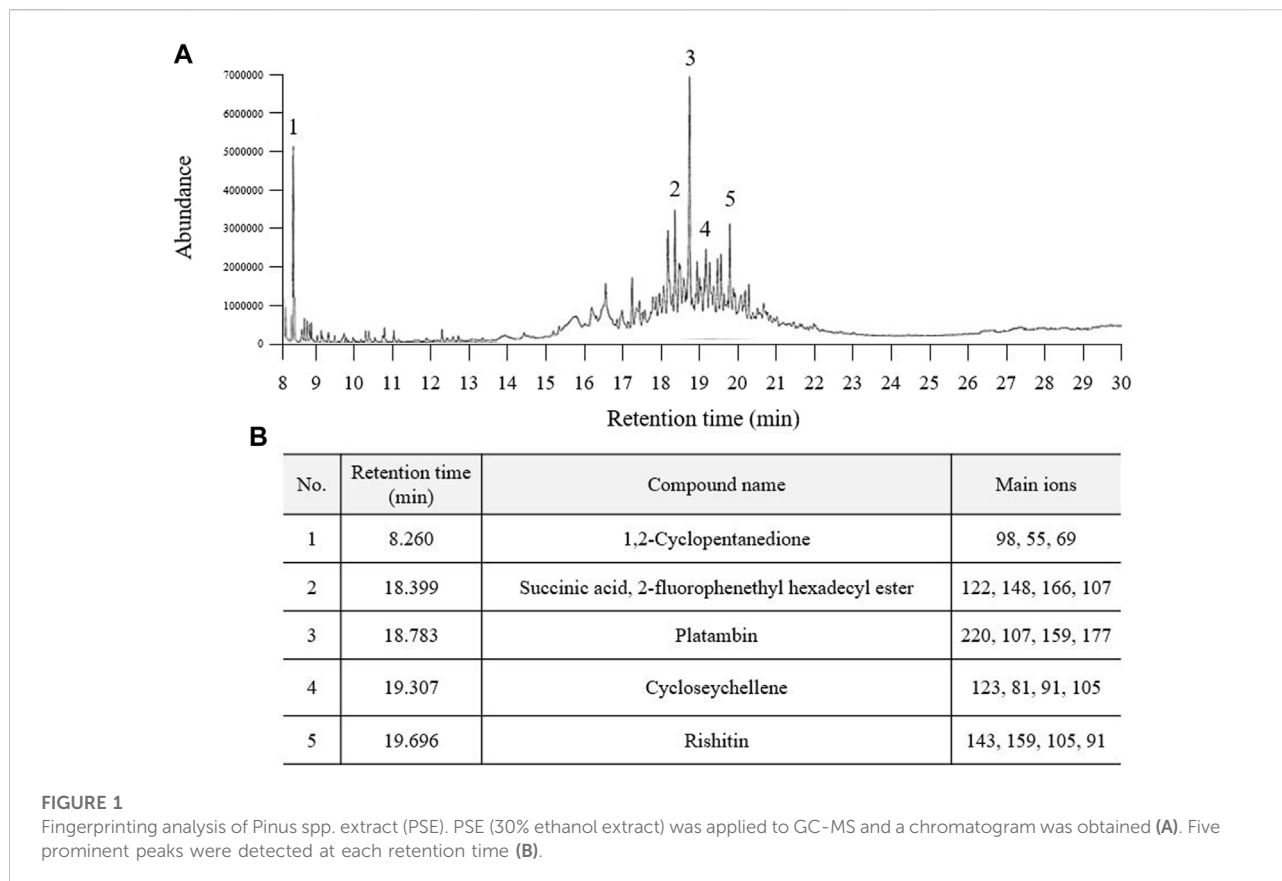 A
7000000
6000000
5000000
4000000
3000000
2000000
1000000
0
Abundance
1
2
3
4
5
8 9 10 11 12 13 14 15 16 17 18 19 20 21 22 23 24 25 26 27 28 29 30
Retention time (min)
B
No. Retention time (min) Compound name Main ions
1 8.260 1,2-Cyclopentanedione 98, 55, 69
2 18.399 Succinic acid, 2-fluorophenethyl hexadecyl ester 122, 148, 166, 107
3 18.783 Platambin 220, 107, 159, 177
4 19.307 Cycloseychellene 123, 81, 91, 105
5 19.696 Rishitin 143, 159, 105, 91
FIGURE 1
Fingerprinting analysis of Pinus spp. extract (PSE). PSE (30% ethanol extract) was applied to GC-MS and a chromatogram was obtained (A). Five
prominent peaks were detected at each retention time (B).